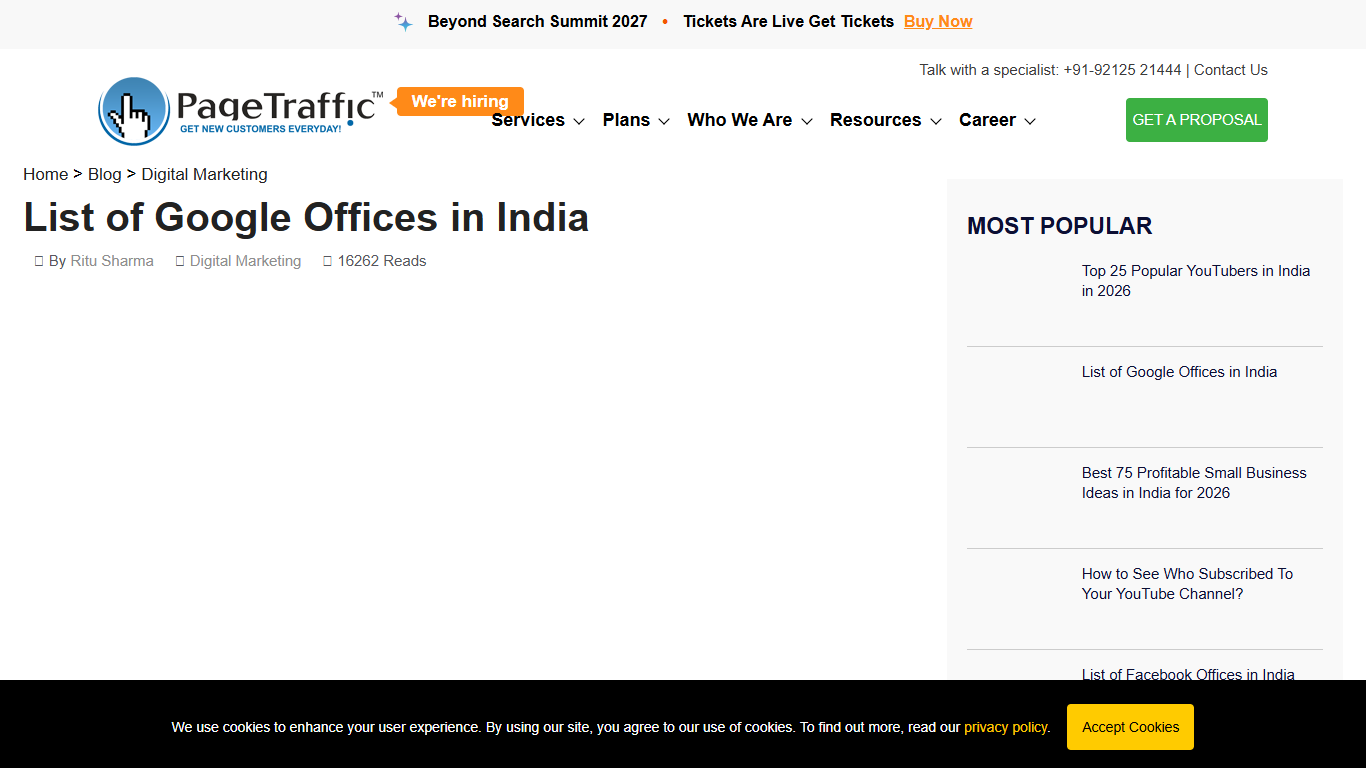 Beyond Search Summit 2027 • Tickets Are Live Get Tickets Buy Now
Talk with a specialist: +91-92125 21444 | Contact Us
PageTraffic™
GET NEW CUSTOMERS EVERYDAY!
We're hiring
Services Plans Who We Are Resources Career
GET A PROPOSAL
Home > Blog > Digital Marketing
List of Google Offices in India
By Ritu Sharma Digital Marketing 16262 Reads
MOST POPULAR
Top 25 Popular YouTubers in India
in 2026
List of Google Offices in India
Best 75 Profitable Small Business
Ideas in India for 2026
How to See Who Subscribed To
Your YouTube Channel?
List of Facebook Offices in India
We use cookies to enhance your user experience. By using our site, you agree to our use of cookies. To find out more, read our privacy policy.
Accept Cookies